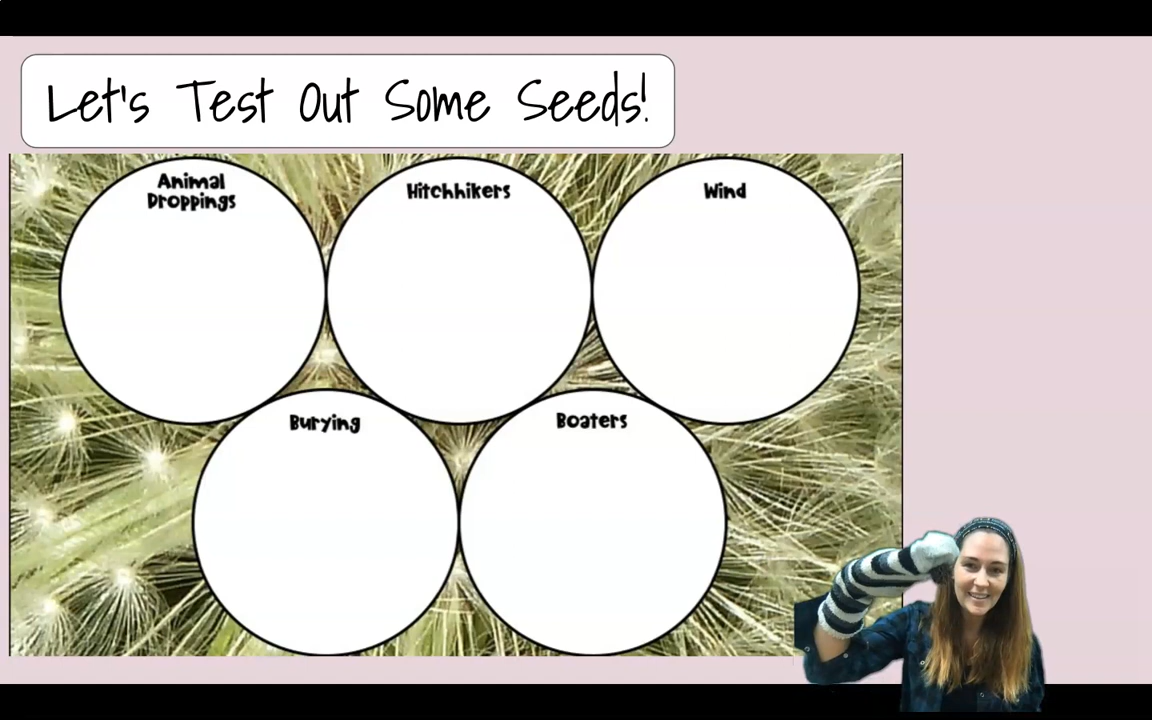 Let's Test Out Some Seeds!
Animal
Droppings
Hitchhikers
Wind
Burying
Boaters